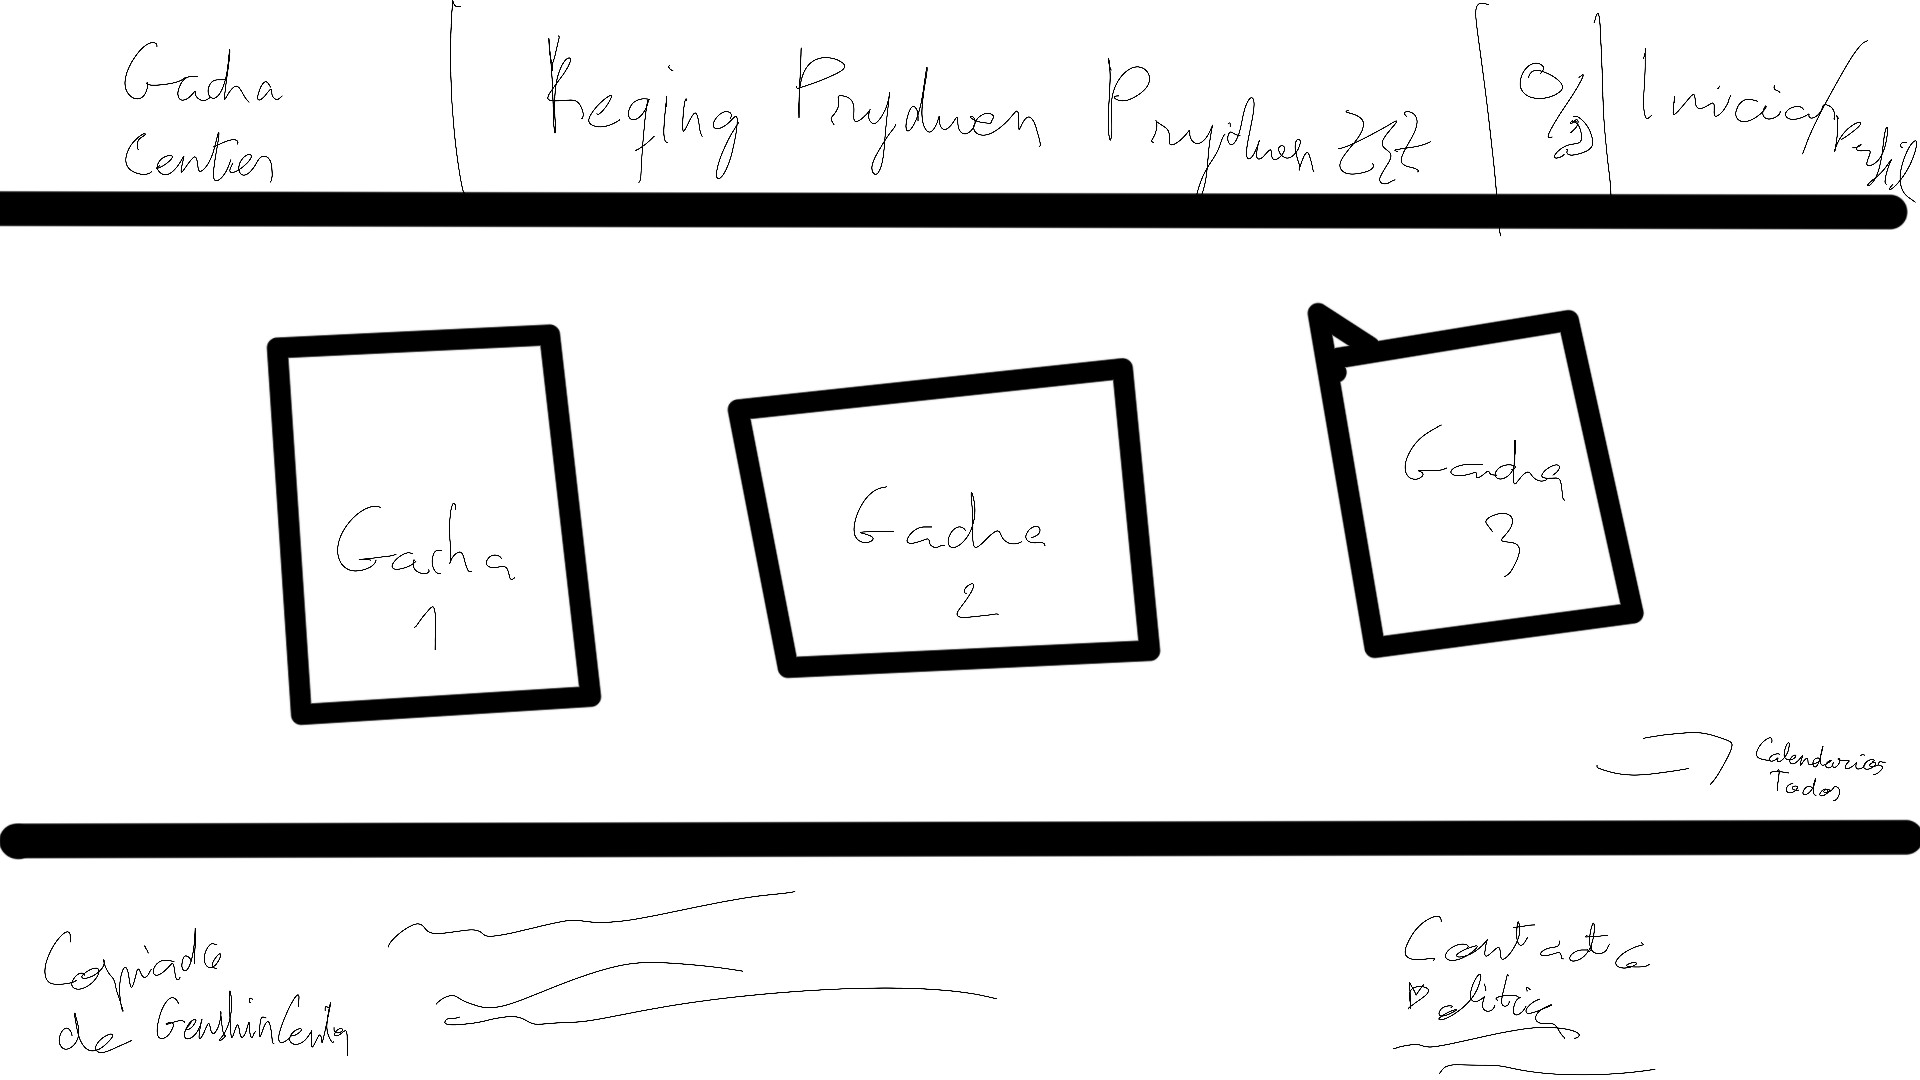 Gacha
Center
Keqing Prydwen Prydwen ZZZ
Iniciar/Perfil
Gacha
1
Gacha
2
Gacha
3
Calendarios
Todos
Copiado
de GenshinCenter
Contacto
Politica